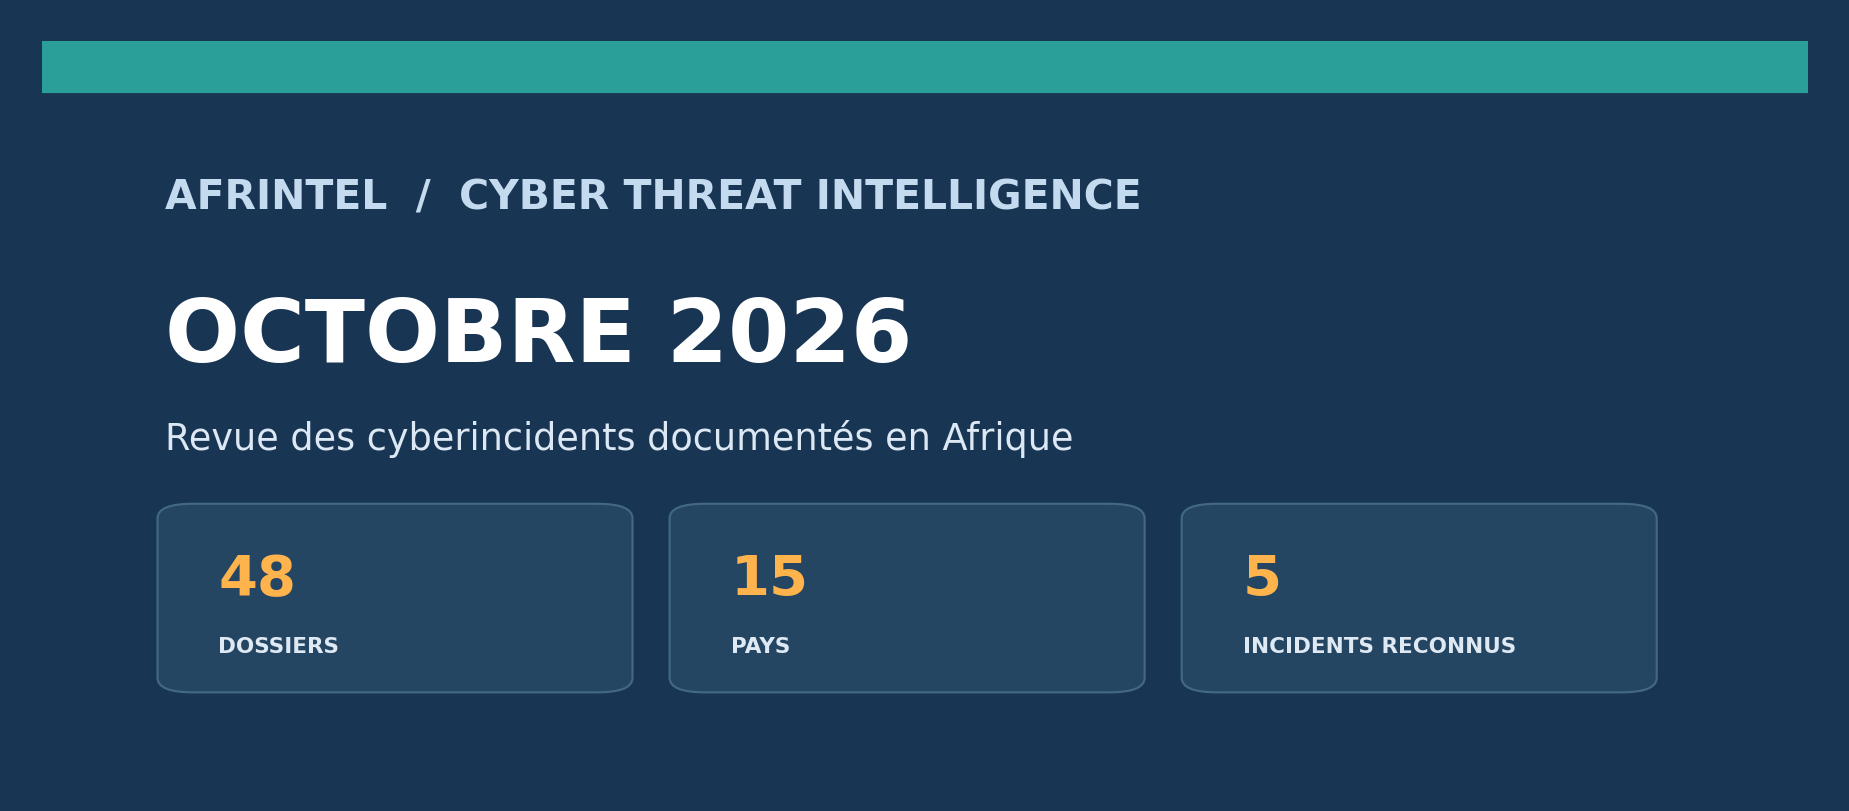 AFRINTEL / CYBER THREAT INTELLIGENCE
OCTOBRE 2026
Revue des cyberincidents documentés en Afrique
48
DOSSIERS
15
PAYS
5
INCIDENTS RECONNUS